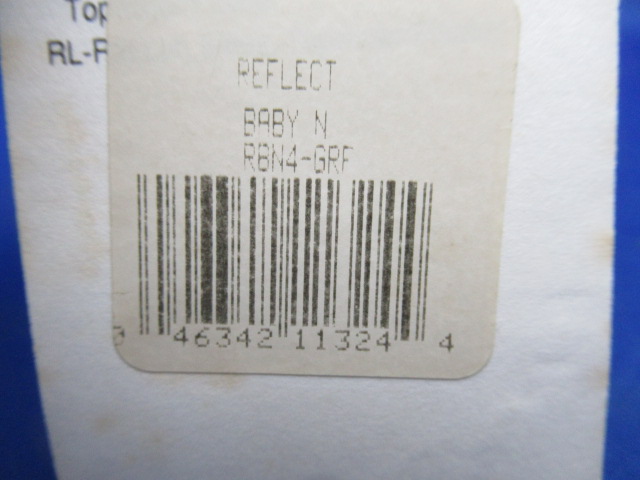 Top
RL-R
REFLECT
BABY N
RBN4-GRF
0 46342 11324 4